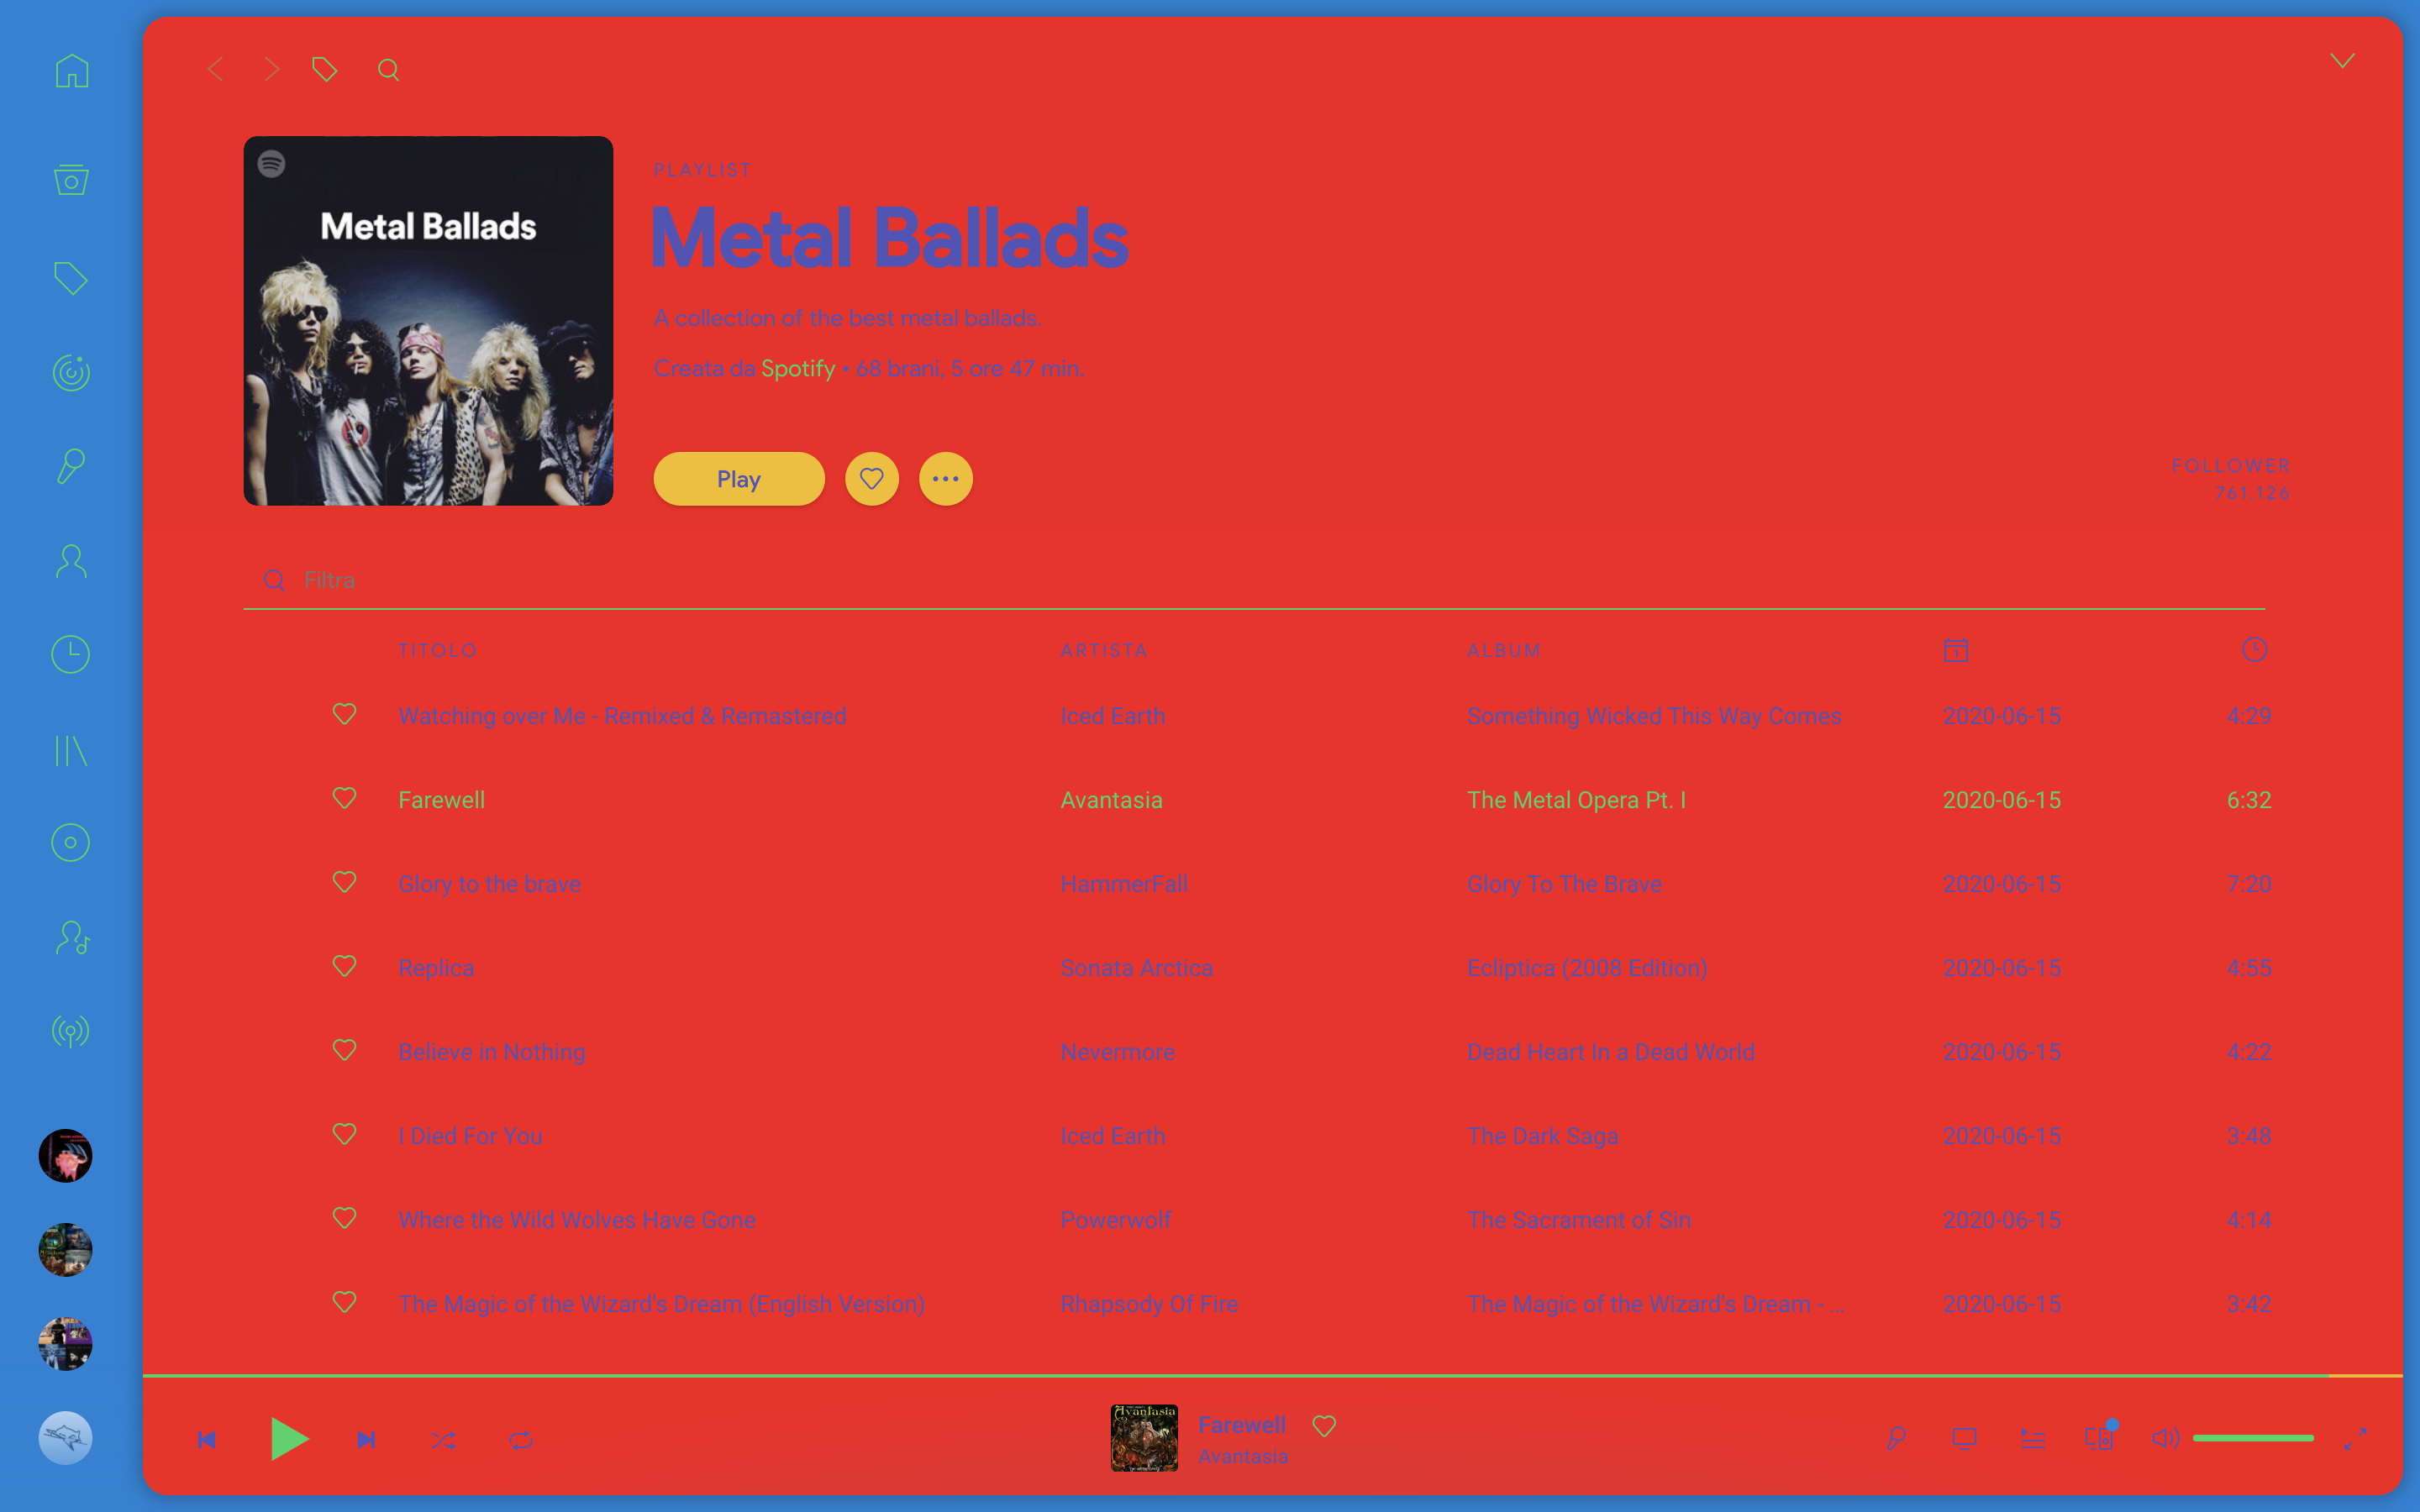 Metal Ballads
PLAYLIST
Metal Ballads
A collection of the best metal ballads.
Creata da Spotify • 68 brani, 5 ore 47 min.
Play
FOLLOWER
761.126
Filtra
TITOLO ARTISTA ALBUM
Watching over Me - Remixed & Remastered Iced Earth Something Wicked This Way Comes 2020-06-15 4:29
Farewell Avantasia The Metal Opera Pt. I 2020-06-15 6:32
Glory to the brave HammerFall Glory To The Brave 2020-06-15 7:20
Replica Sonata Arctica Ecliptica (2008 Edition) 2020-06-15 4:55
Believe in Nothing Nevermore Dead Heart In a Dead World 2020-06-15 4:22
I Died For You Iced Earth The Dark Saga 2020-06-15 3:48
Where the Wild Wolves Have Gone Powerwolf The Sacrament of Sin 2020-06-15 4:14
The Magic of the Wizard's Dream (English Version) Rhapsody Of Fire The Magic of the Wizard's Dream - ... 2020-06-15 3:42
Avantasia
Farewell
Avantasia